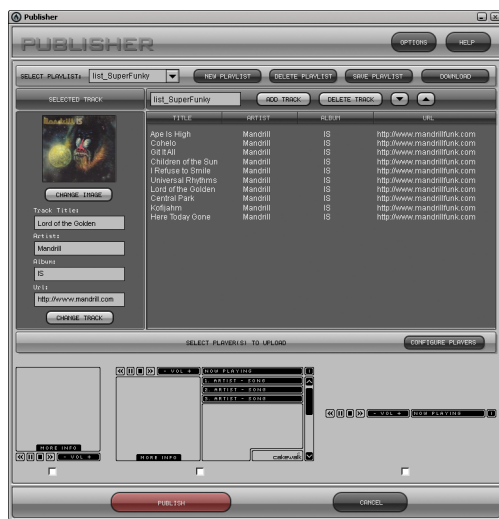 Publisher
PUBLISHER
OPTIONS
HELP
SELECT PLAYLIST:
list_SuperFunky
NEW PLAYLIST
DELETE PLAYLIST
SAVE PLAYLIST
DOWNLOAD
SELECTED TRACK
list_SuperFunky
ADD TRACK
DELETE TRACK
TITLE ARTIST ALBUM URL
Ape Is High Mandrill IS http://www.mandrillfunk.com
Cohelo Mandrill IS http://www.mandrillfunk.com
Git It All Mandrill IS http://www.mandrillfunk.com
Children of the Sun Mandrill IS http://www.mandrillfunk.com
I Refuse to Smile Mandrill IS http://www.mandrillfunk.com
Universal Rhythms Mandrill IS http://www.mandrillfunk.com
Lord of the Golden Mandrill IS http://www.mandrillfunk.com
Central Park Mandrill IS http://www.mandrillfunk.com
Kofijahm Mandrill IS http://www.mandrillfunk.com
Here Today Gone Mandrill IS http://www.mandrillfunk.com
Mandrill IS
CHANGE IMAGE
Track Title:
Lord of the Golden
Artist:
Mandrill
Album:
IS
Url:
http://www.mandrill.com
CHANGE TRACK
SELECT PLAYER(S) TO UPLOAD
CONFIGURE PLAYERS
MORE INFO
- VOL +
- VOL +
MORE INFO
NOW PLAYING
1. ARTIST - SONG
2. ARTIST - SONG
3. ARTIST - SONG
cakewalk
- VOL +
NOW PLAYING
PUBLISH
CANCEL